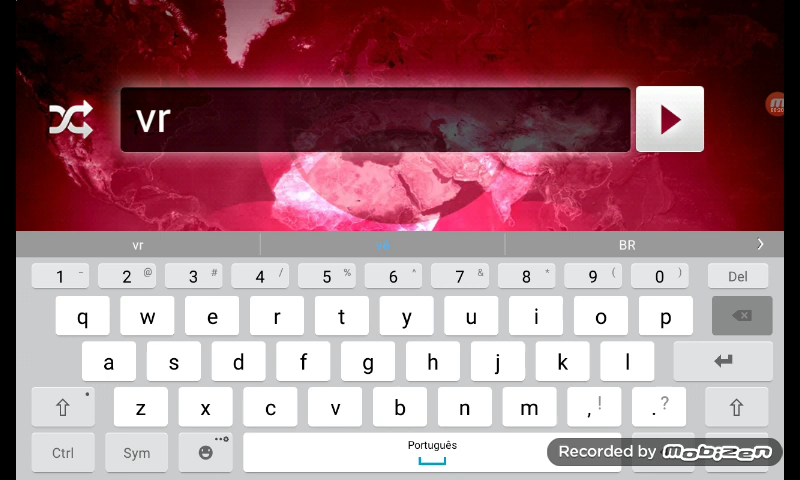 vr
vr BR
1 - 2 @ 3 # 4 / 5 % 6 ^ 7 & 8 * 9 ( 0 ) Del
q w e r t y u i o p
a s d f g h j k l
z x c v b n m , ! . ?
Ctrl Sym Português
Recorded by mobizen